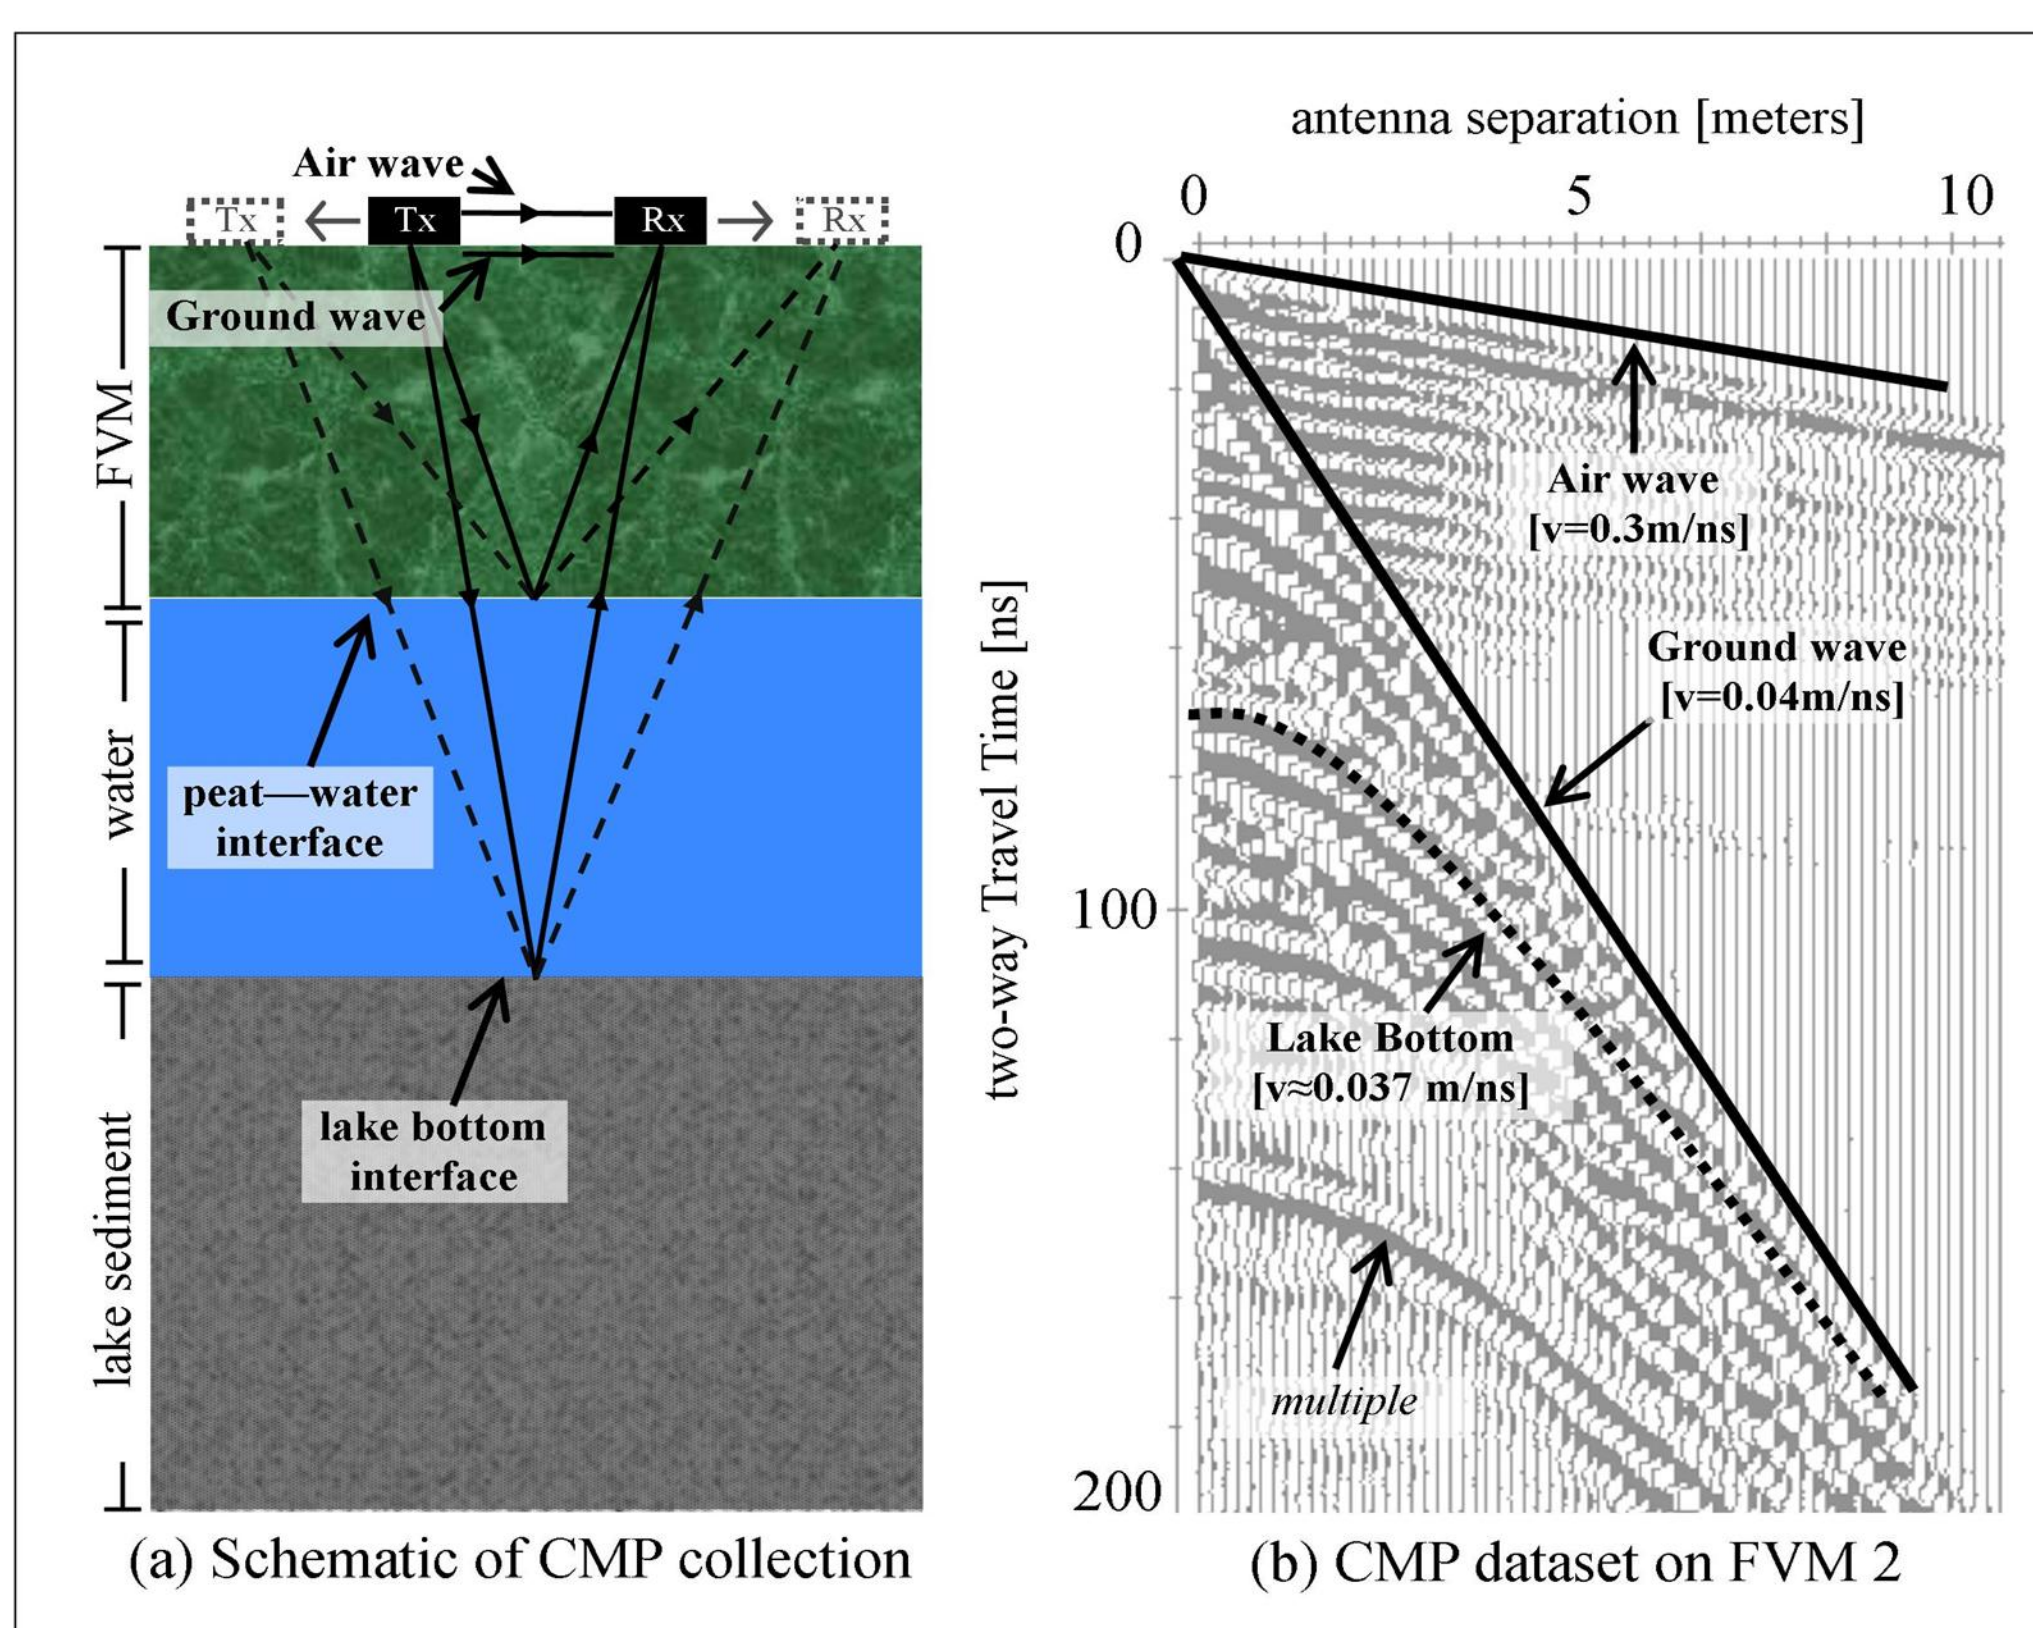 Air wave
Tx
Tx
Rx
Rx
Ground wave
FVM
water
peat—water
interface
lake bottom
interface
lake sediment
(a) Schematic of CMP collection
antenna separation [meters]
0
5
10
0
100
200
two-way Travel Time [ns]
Air wave
[v=0.3m/ns]
Ground wave
[v=0.04m/ns]
Lake Bottom
[v≈0.037 m/ns]
multiple
(b) CMP dataset on FVM 2